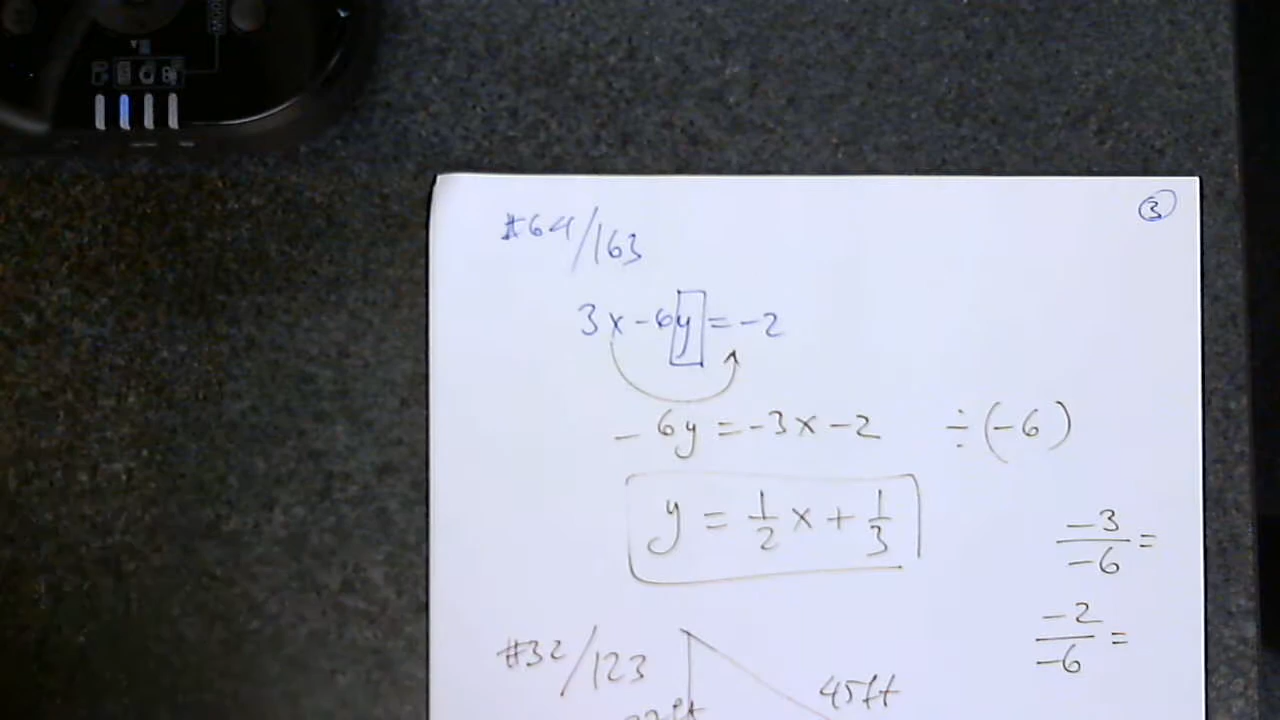 ③
#64/163
3x-6y=-2
-6y=-3x-2 ÷(-6)
y=1/2x+1/3
-3/-6=
-2/-6=
#32/123
45ft